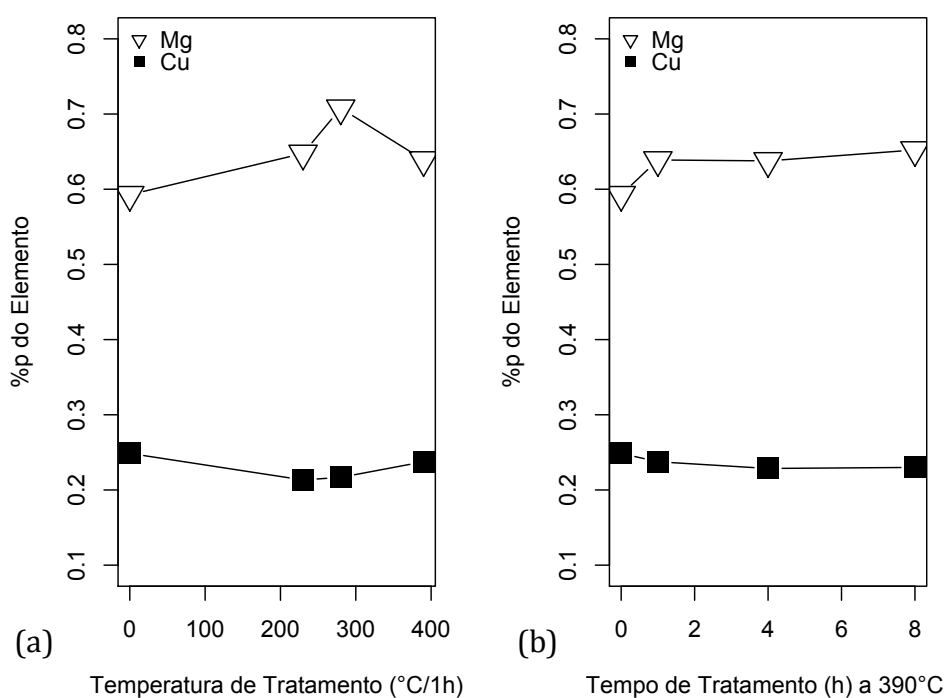 Mg
Cu
0.8
0.7
0.6
0.5
0.4
0.3
0.2
0.1
%p do Elemento
0 100 200 300 400
(a)
Temperatura de Tratamento (°C/1h)
Mg
Cu
0.8
0.7
0.6
0.5
0.4
0.3
0.2
0.1
%p do Elemento
0 2 4 6 8
(b)
Tempo de Tratamento (h) a 390°C